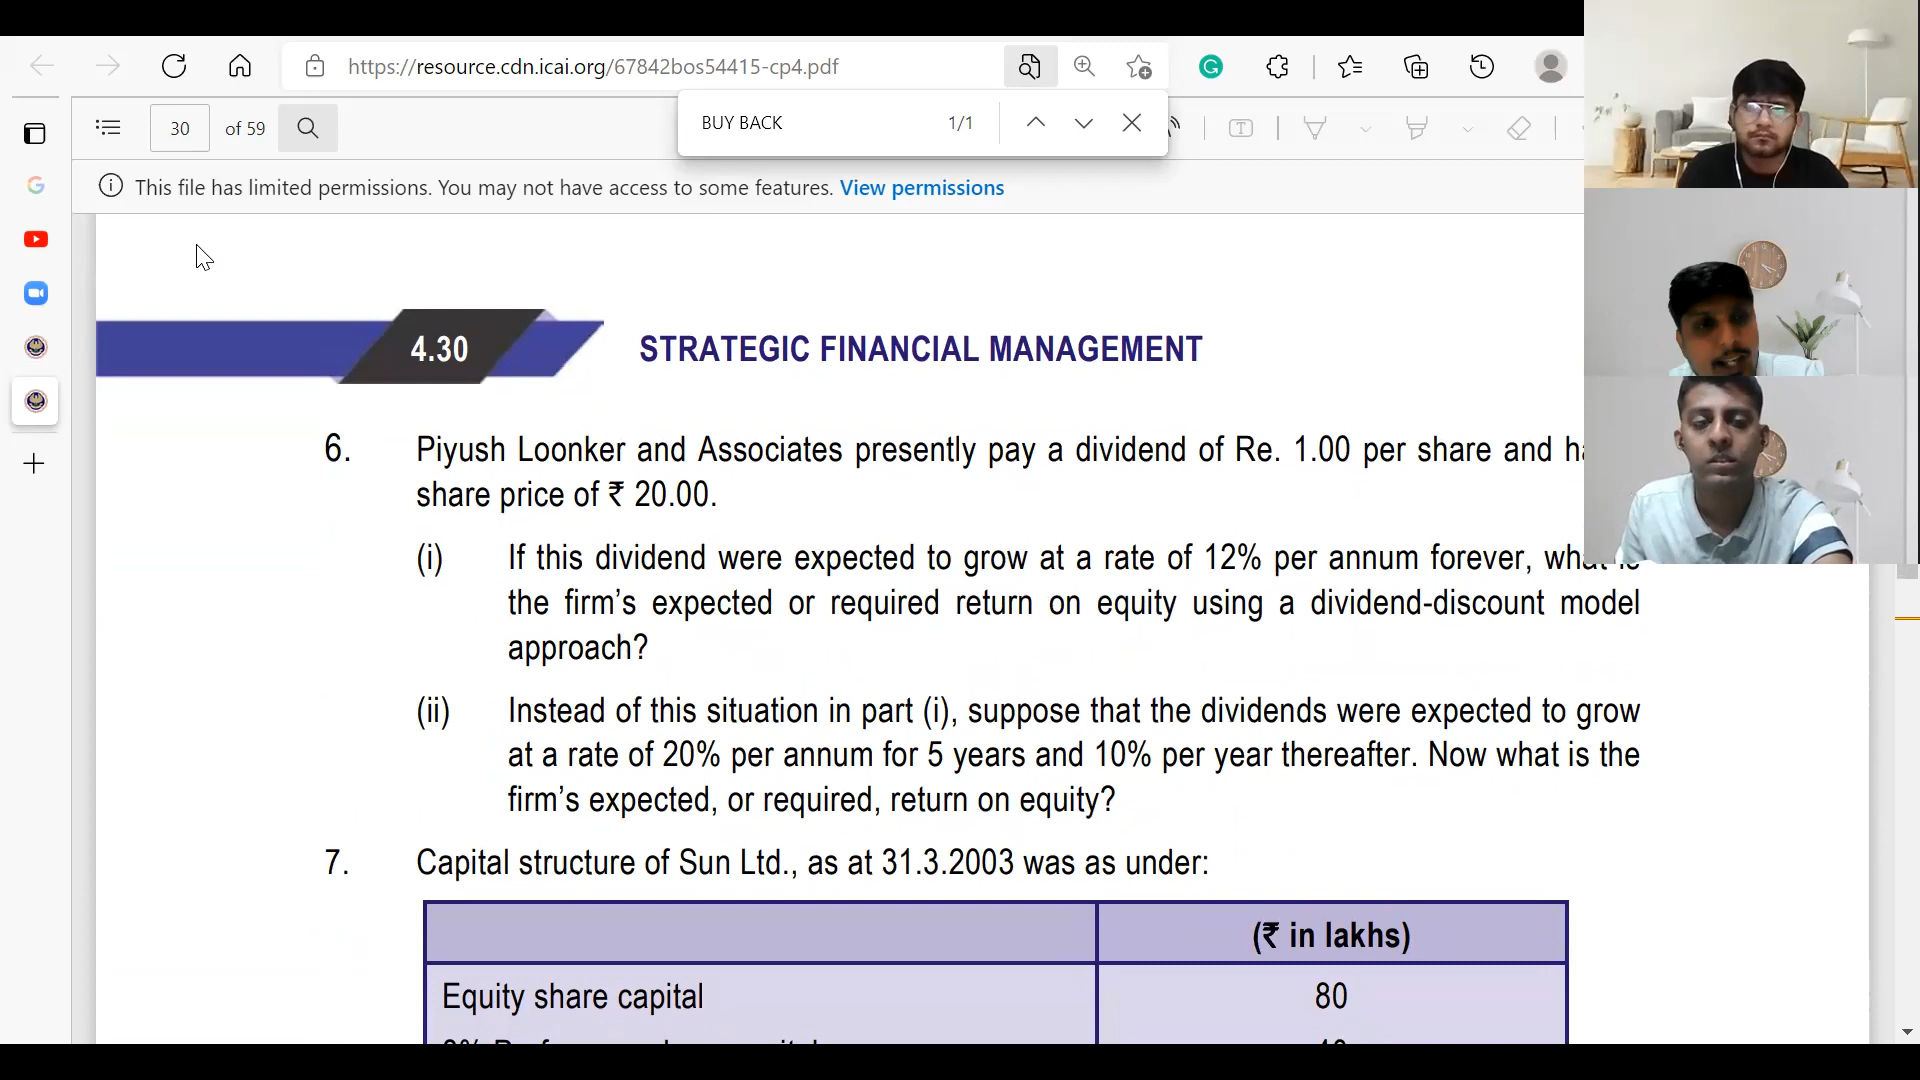 https://resource.cdn.icai.org/67842bos54415-cp4.pdf
30 of 59
BUY BACK 1/1
This file has limited permissions. You may not have access to some features. View permissions
4.30 STRATEGIC FINANCIAL MANAGEMENT
6. Piyush Loonker and Associates presently pay a dividend of Re. 1.00 per share and
share price of ₹ 20.00.
(i) If this dividend were expected to grow at a rate of 12% per annum forever,
the firm's expected or required return on equity using a dividend-discount model
approach?
(ii) Instead of this situation in part (i), suppose that the dividends were expected to grow
at a rate of 20% per annum for 5 years and 10% per year thereafter. Now what is the
firm's expected, or required, return on equity?
7. Capital structure of Sun Ltd., as at 31.3.2003 was as under:
(₹ in lakhs)
Equity share capital 80